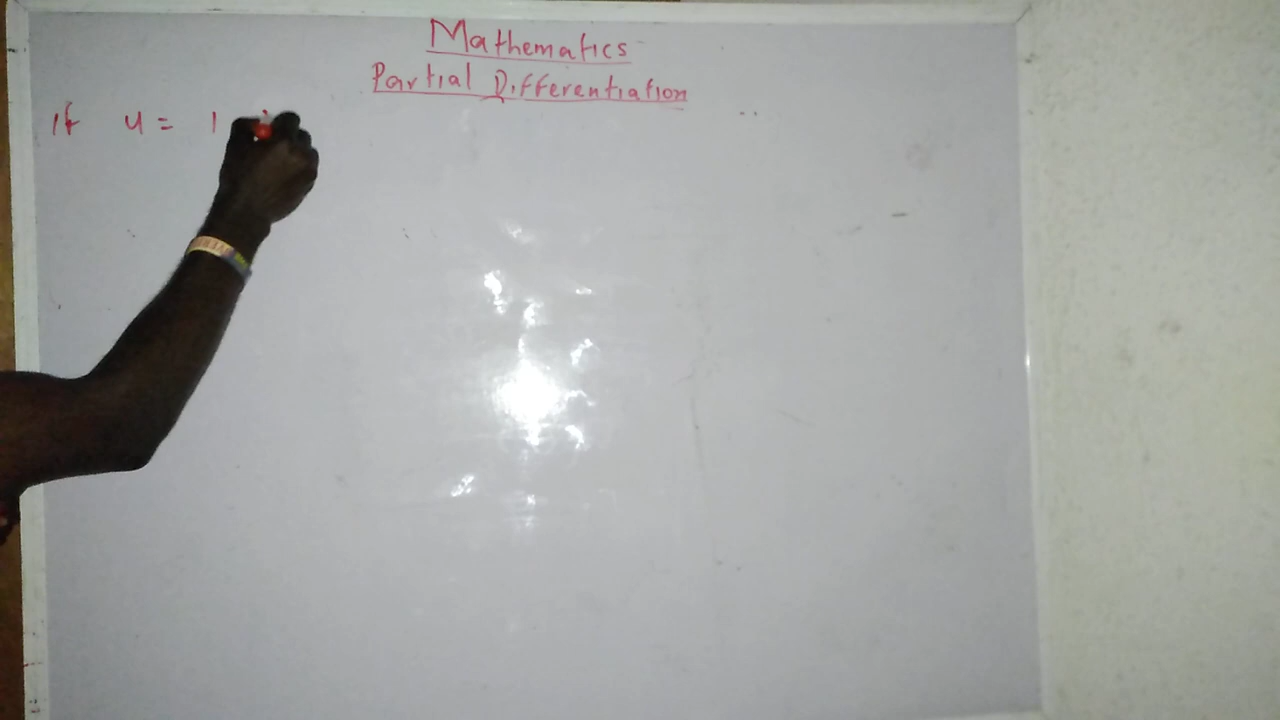 Mathematics
Partial Differentiation
If u = 1